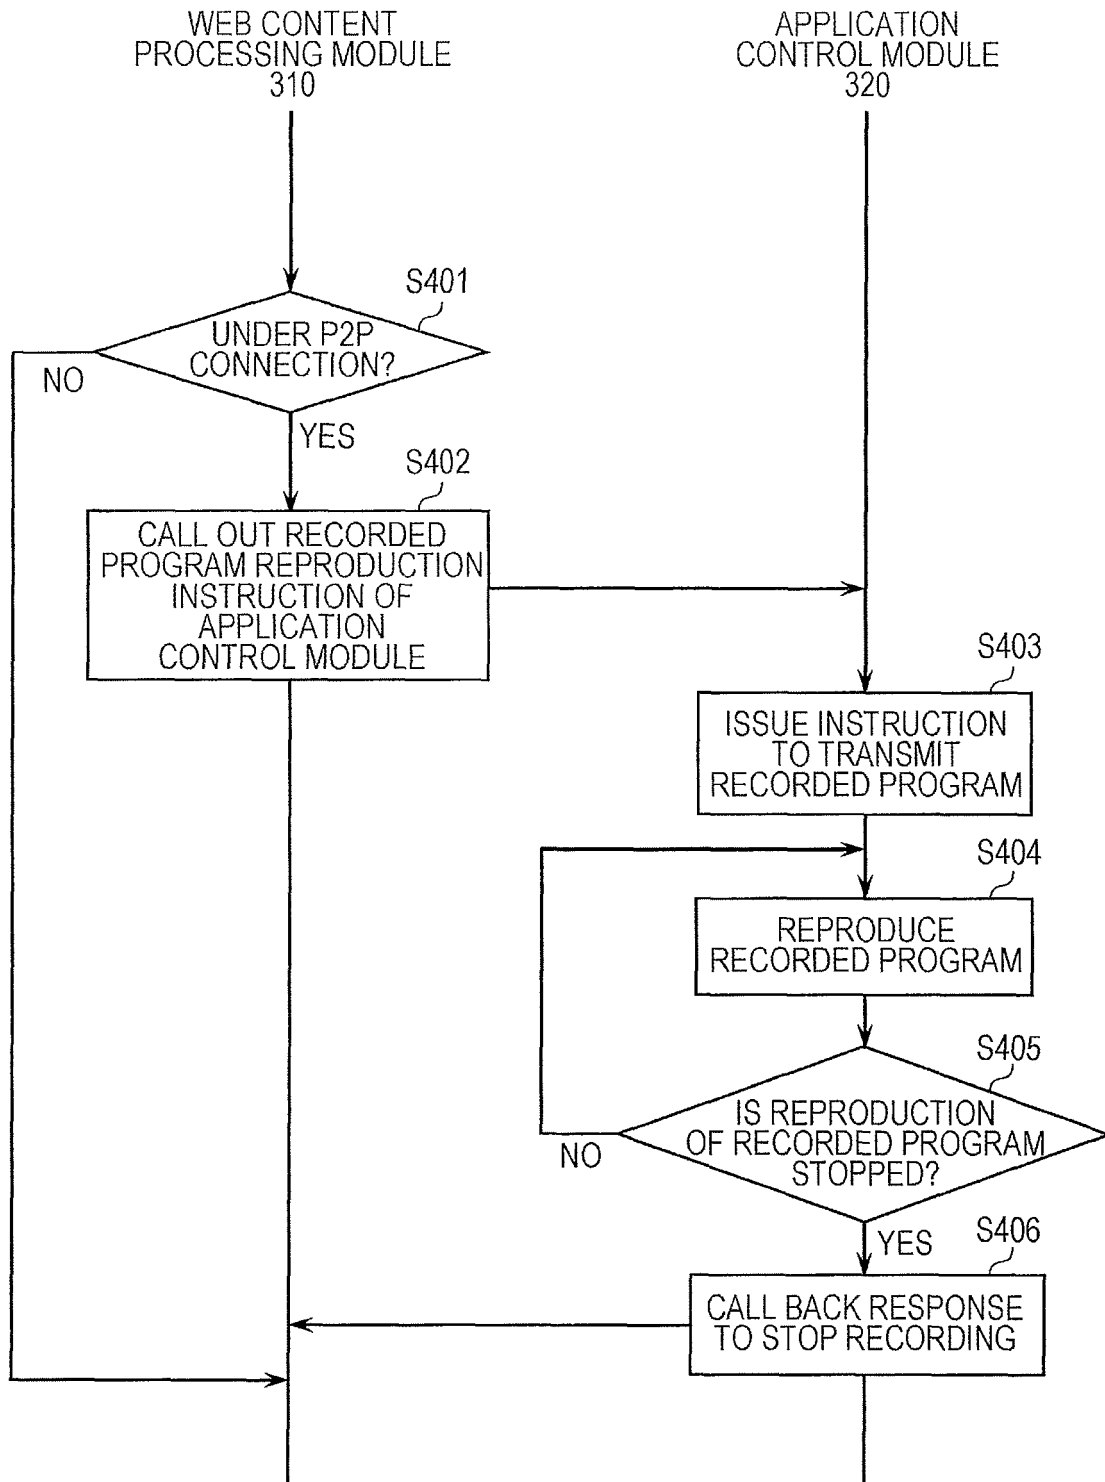 WEB CONTENT
PROCESSING MODULE
310
APPLICATION
CONTROL MODULE
320
S401
UNDER P2P
CONNECTION?
NO
YES
S402
CALL OUT RECORDED
PROGRAM REPRODUCTION
INSTRUCTION OF
APPLICATION
CONTROL MODULE
S403
ISSUE INSTRUCTION
TO TRANSMIT
RECORDED PROGRAM
S404
REPRODUCE
RECORDED PROGRAM
S405
IS REPRODUCTION
OF RECORDED PROGRAM
STOPPED?
NO
YES
S406
CALL BACK RESPONSE
TO STOP RECORDING